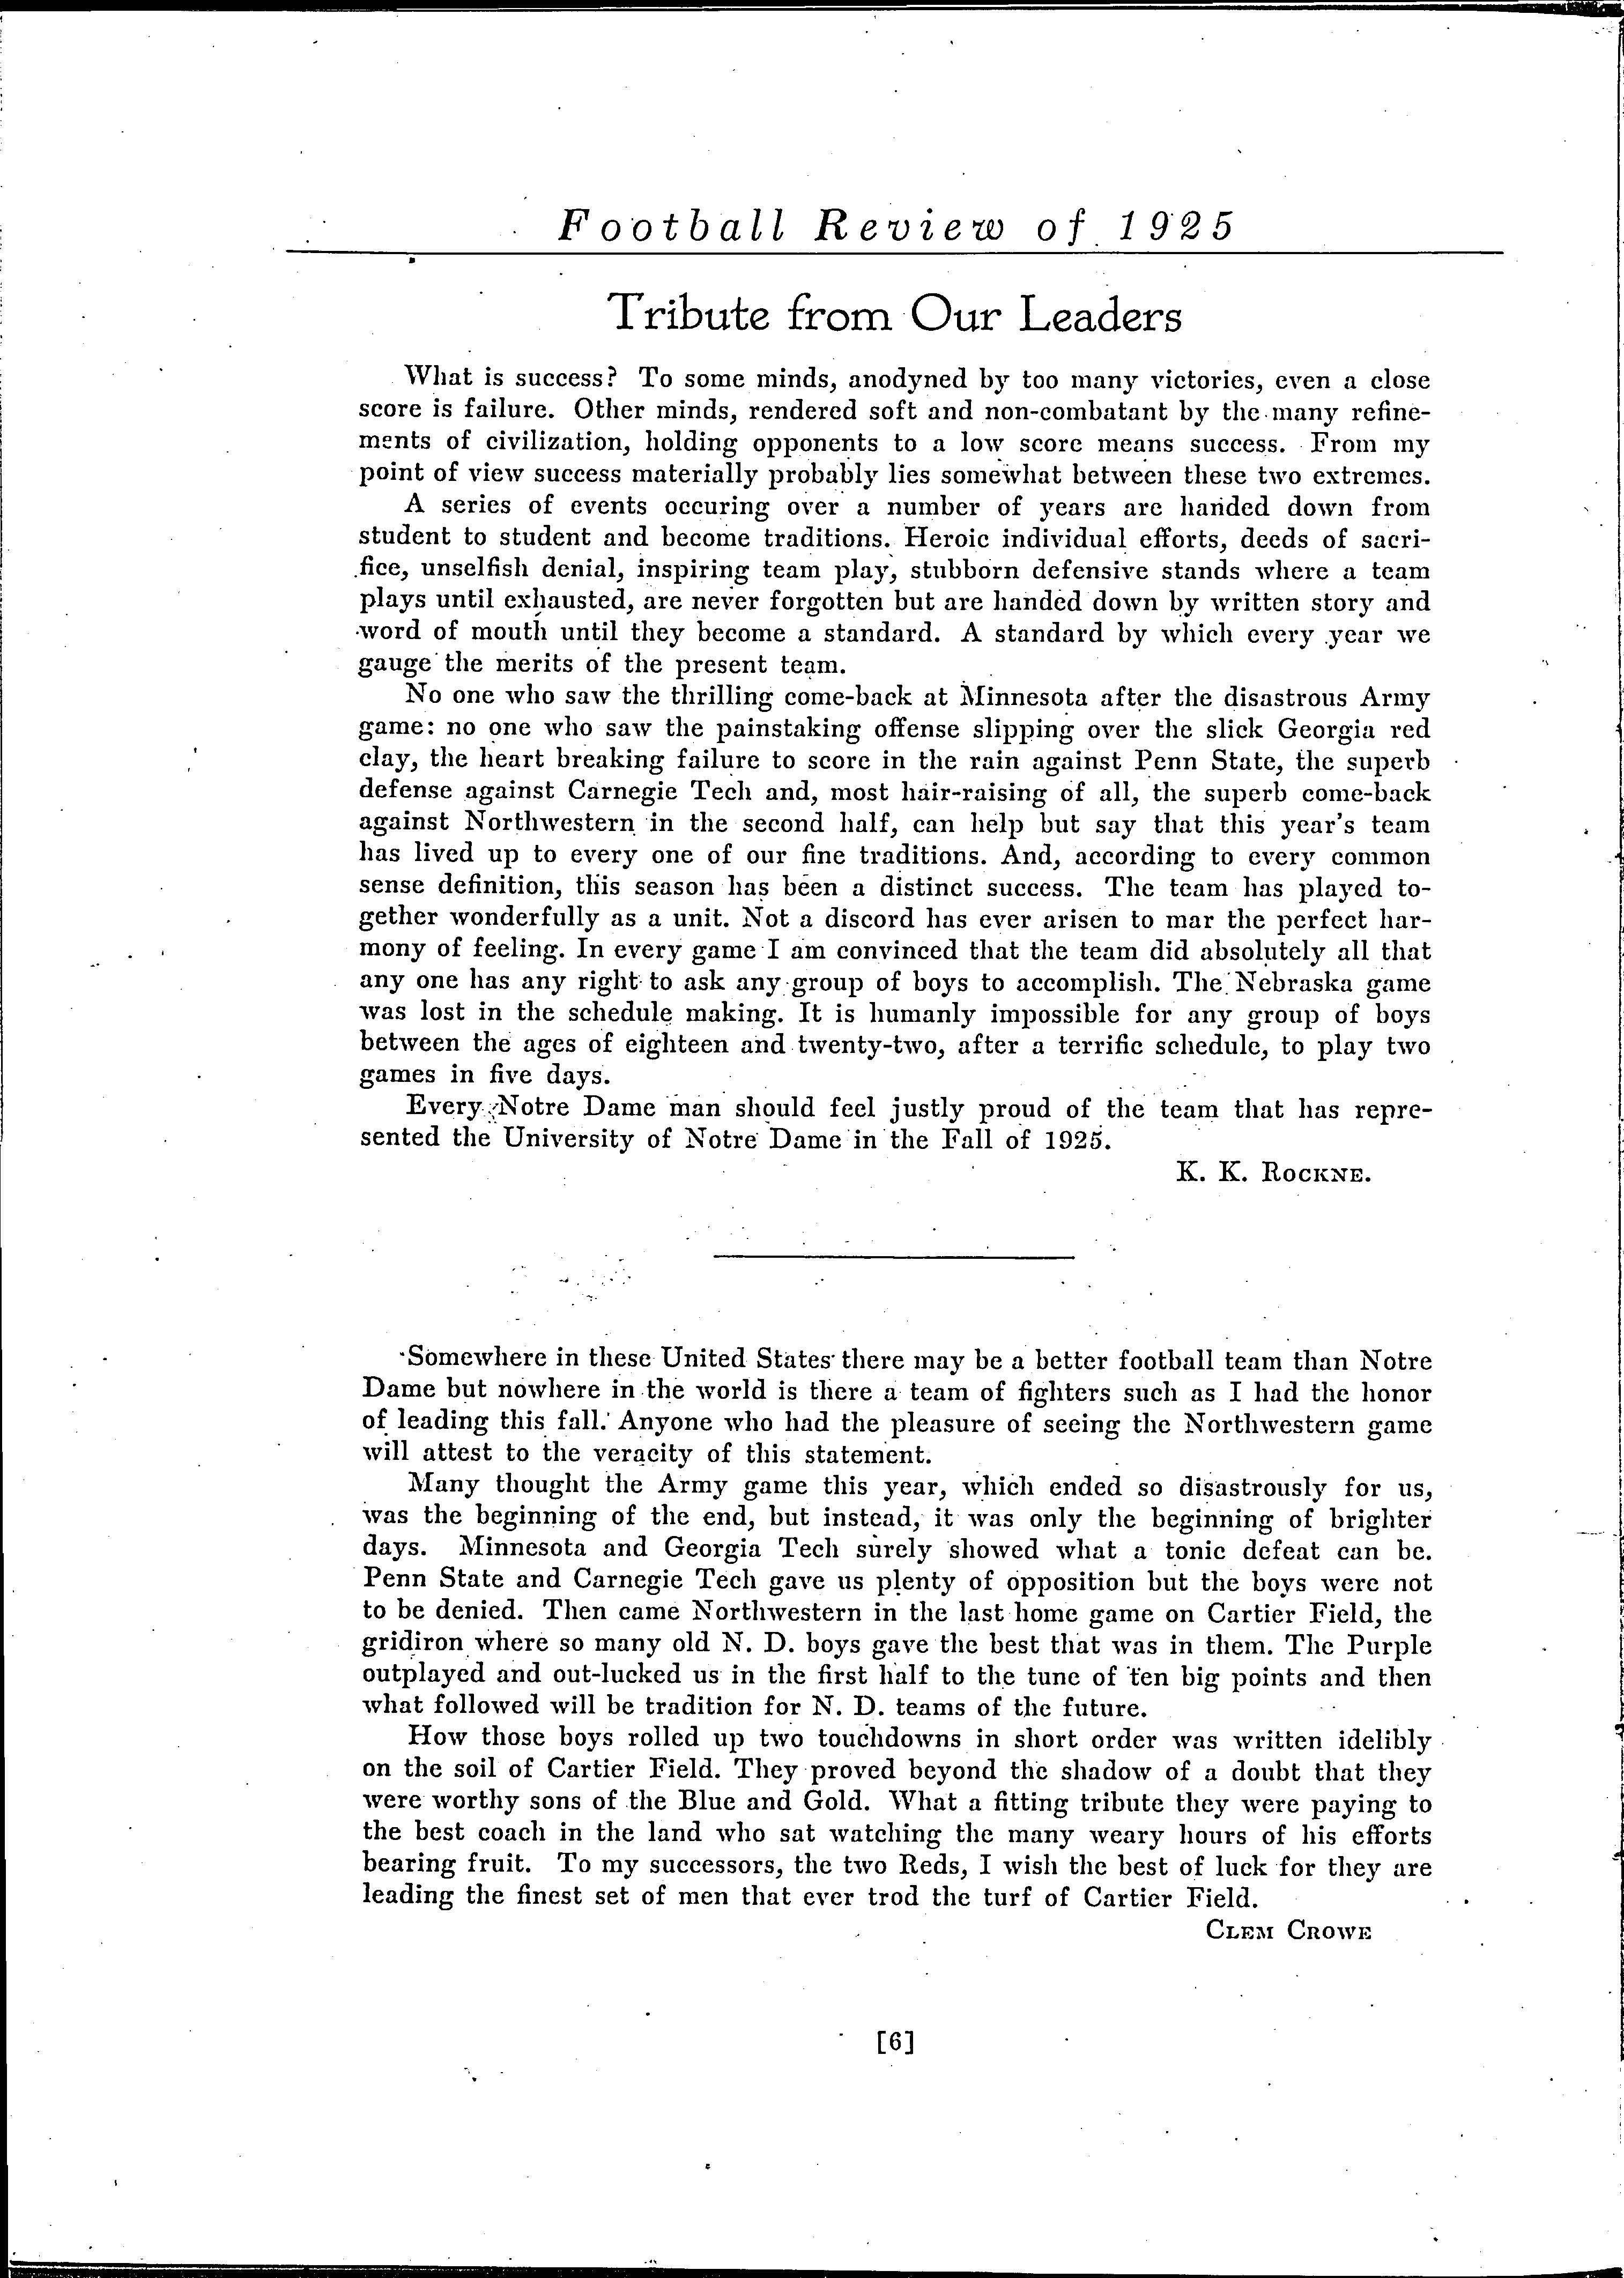 Football Review of 1925
Tribute from Our Leaders
What is success? To some minds, anodyned by too many victories, even a close
score is failure. Other minds, rendered soft and non-combatant by the many refine-
ments of civilization, holding opponents to a low score means success. From my
point of view success materially probably lies somewhat between these two extremes.
A series of events occuring over a number of years are handed down from
student to student and become traditions. Heroic individual efforts, deeds of sacri-
fice, unselfish denial, inspiring team play, stubborn defensive stands where a team
plays until exhausted, are never forgotten but are handed down by written story and
word of mouth until they become a standard. A standard by which every year we
gauge the merits of the present team.
No one who saw the thrilling come-back at Minnesota after the disastrous Army
game: no one who saw the painstaking offense slipping over the slick Georgia red
clay, the heart breaking failure to score in the rain against Penn State, the superb
defense against Carnegie Tech and, most hair-raising of all, the superb come-back
against Northwestern in the second half, can help but say that this year's team
has lived up to every one of our fine traditions. And, according to every common
sense definition, this season has been a distinct success. The team has played to-
gether wonderfully as a unit. Not a discord has ever arisen to mar the perfect har-
mony of feeling. In every game I am convinced that the team did absolutely all that
any one has any right to ask any group of boys to accomplish. The Nebraska game
was lost in the schedule making. It is humanly impossible for any group of boys
between the ages of eighteen and twenty-two, after a terrific schedule, to play two
games in five days.
Every Notre Dame man should feel justly proud of the team that has repre-
sented the University of Notre Dame in the Fall of 1925.
K. K. ROCKNE.
Somewhere in these United States there may be a better football team than Notre
Dame but nowhere in the world is there a team of fighters such as I had the honor
of leading this fall. Anyone who had the pleasure of seeing the Northwestern game
will attest to the veracity of this statement.
Many thought the Army game this year, which ended so disastrously for us,
was the beginning of the end, but instead, it was only the beginning of brighter
days. Minnesota and Georgia Tech surely showed what a tonic defeat can be.
Penn State and Carnegie Tech gave us plenty of opposition but the boys were not
to be denied. Then came Northwestern in the last home game on Cartier Field, the
gridiron where so many old N. D. boys gave the best that was in them. The Purple
outplayed and out-lucked us in the first half to the tune of ten big points and then
what followed will be tradition for N. D. teams of the future.
How those boys rolled up two touchdowns in short order was written idelibly
on the soil of Cartier Field. They proved beyond the shadow of a doubt that they
were worthy sons of the Blue and Gold. What a fitting tribute they were paying to
the best coach in the land who sat watching the many weary hours of his efforts
bearing fruit. To my successors, the two Reds, I wish the best of luck for they are
leading the finest set of men that ever trod the turf of Cartier Field.
CLEM CROWE
[6]